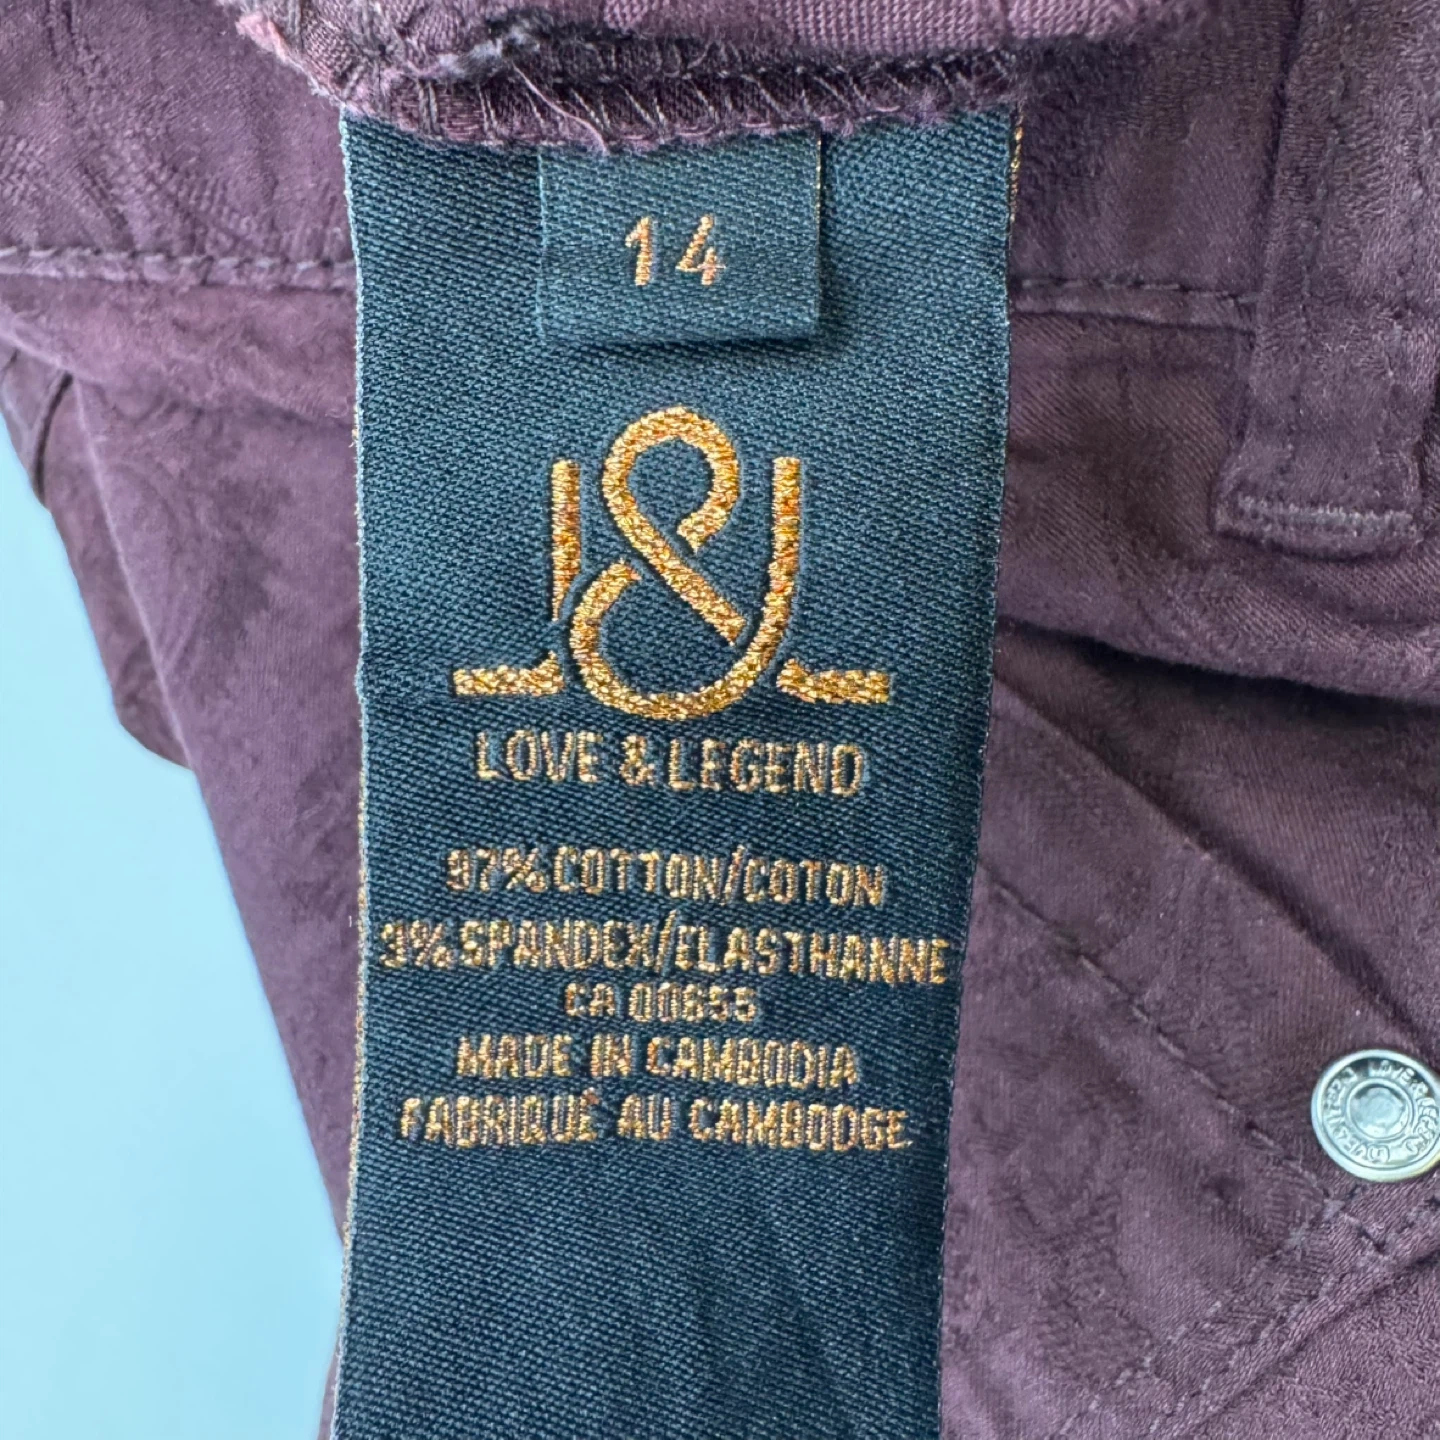 14
LOVE & LEGEND
97% COTTON/COTON
3% SPANDEX/ELASTHANNE
CA 00655
MADE IN CAMBODIA
FABRIQUÉ AU CAMBODGE